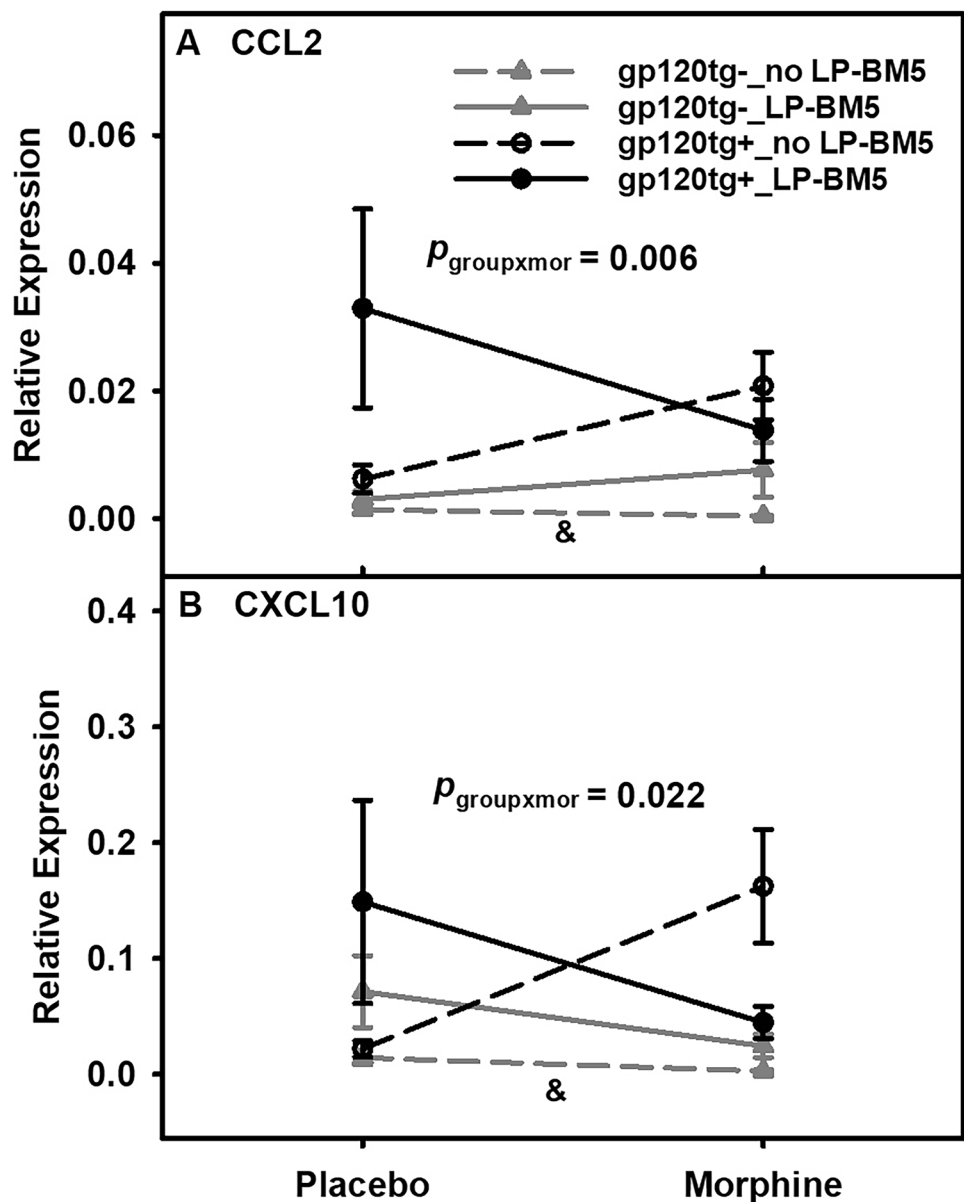 A CCL2
gp120tg-_no LP-BM5
gp120tg-_LP-BM5
gp120tg+_no LP-BM5
gp120tg+_LP-BM5
0.06
0.04
0.02
0.00
Relative Expression
pgroupxmor = 0.006
&
B CXCL10
0.4
0.3
0.2
0.1
0.0
Relative Expression
pgroupxmor = 0.022
&
Placebo Morphine